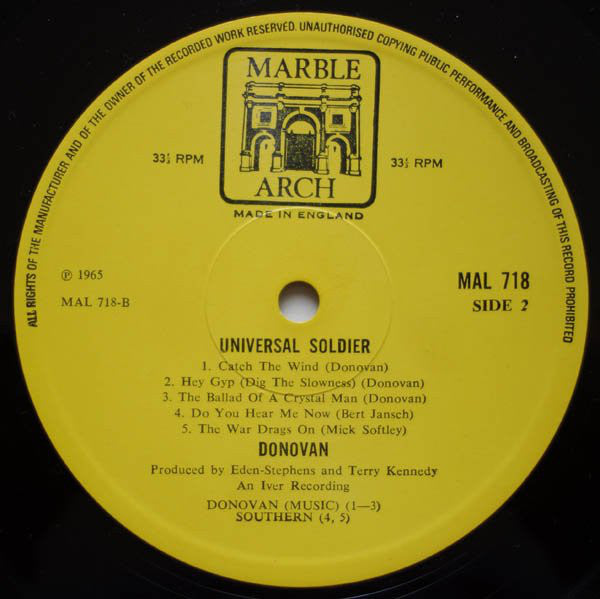 ALL RIGHTS OF THE MANUFACTURER AND OF THE OWNER OF THE RECORDED WORK RESERVED. UNAUTHORISED COPYING PUBLIC PERFORMANCE AND BROADCASTING OF THIS RECORD PROHIBITED
MARBLE
ARCH
33⅓ RPM
33⅓ RPM
MADE IN ENGLAND
℗ 1965
MAL 718-B
MAL 718
SIDE 2
UNIVERSAL SOLDIER
1. Catch The Wind (Donovan)
2. Hey Gyp (Dig The Slowness) (Donovan)
3. The Ballad Of A Crystal Man (Donovan)
4. Do You Hear Me Now (Bert Jansch)
5. The War Drags On (Mick Softley)
DONOVAN
Produced by Eden-Stephens and Terry Kennedy
An Iver Recording
DONOVAN (MUSIC) (1—3)
SOUTHERN (4, 5)